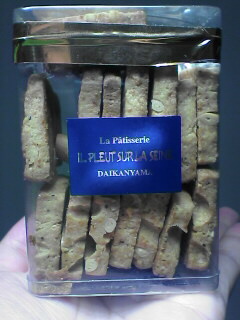 La Pâtisserie
IL PLEUT SUR LA SEINE
DAIKANYAMA